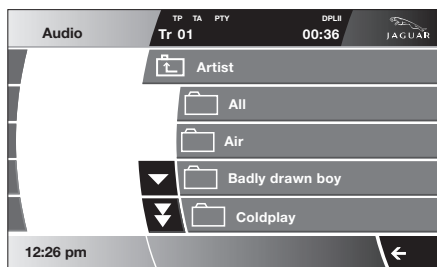 Audio
TP TA PTY DPLII
Tr 01 00:36
JAGUAR
Artist
All
Air
Badly drawn boy
Coldplay
12:26 pm